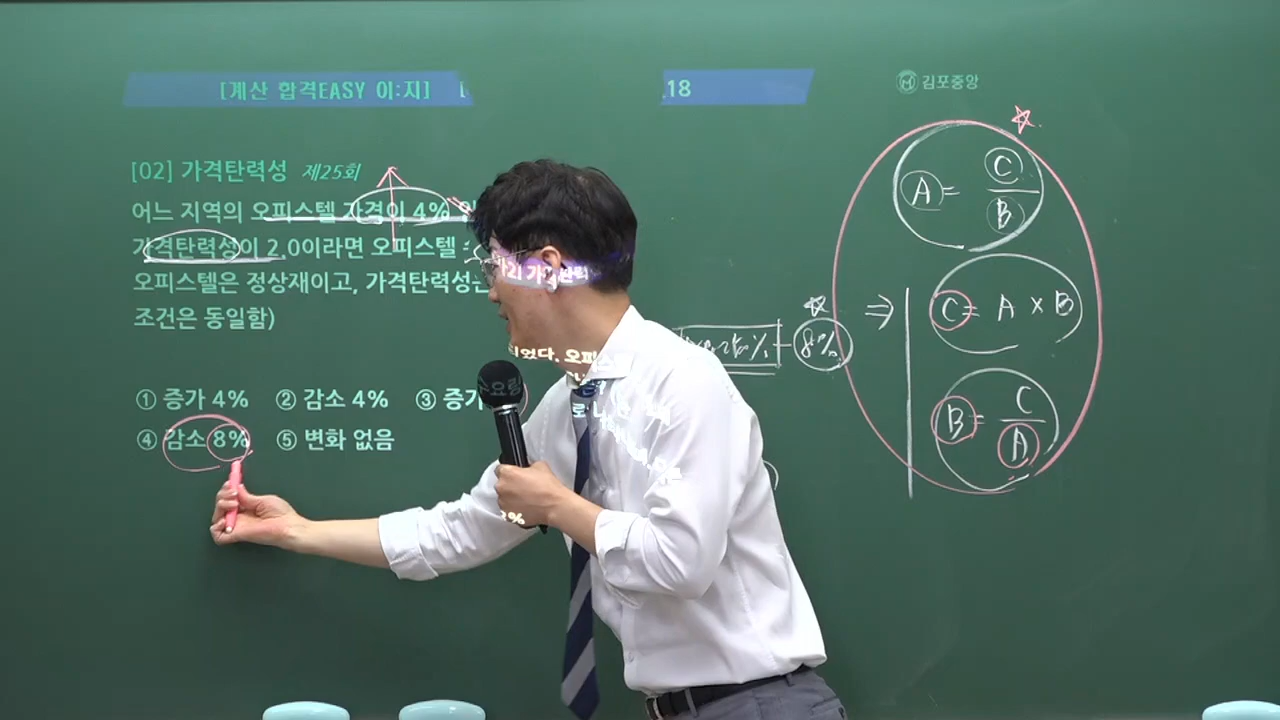 [계산 합격EASY 이:지]
18
김포중앙
[02] 가격탄력성 제25회
어느 지역의 오피스텔 가격이 4%
가격탄력성이 2.0이라면 오피스텔
오피스텔은 정상재이고, 가격탄력성은
조건은 동일함)
① 증가 4% ② 감소 4% ③ 증가
④ 감소 8% ⑤ 변화 없음
A = C / B
⇒ C = A × B
B = C / A
8%